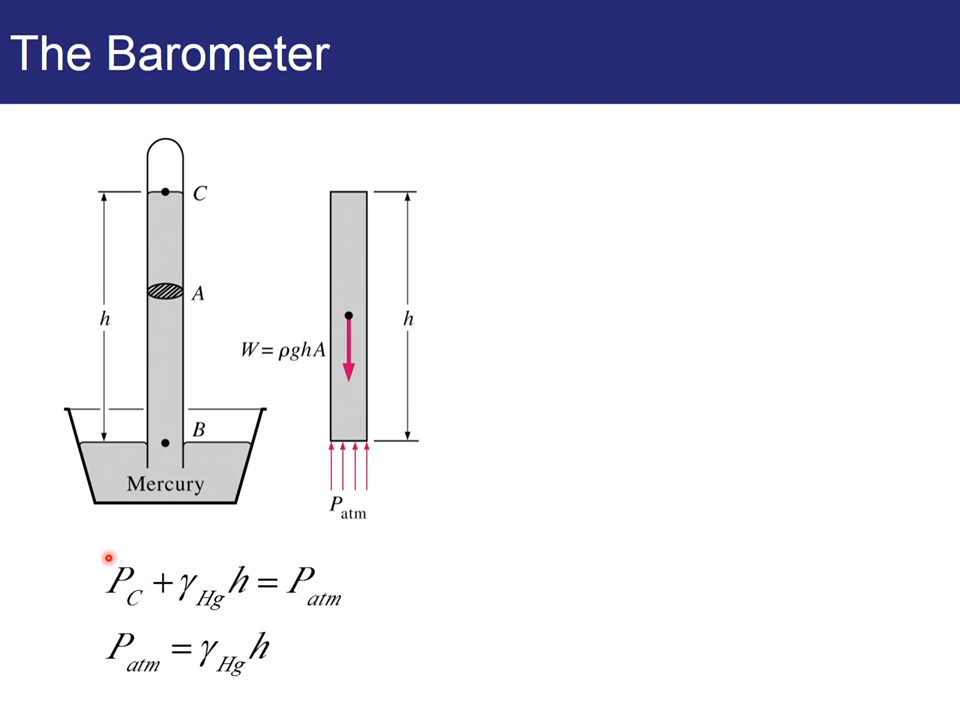 The Barometer
C
A
h
h
W = ρghA
B
Mercury
P_atm
P_C + γ_Hg h = P_atm
P_atm = γ_Hg h